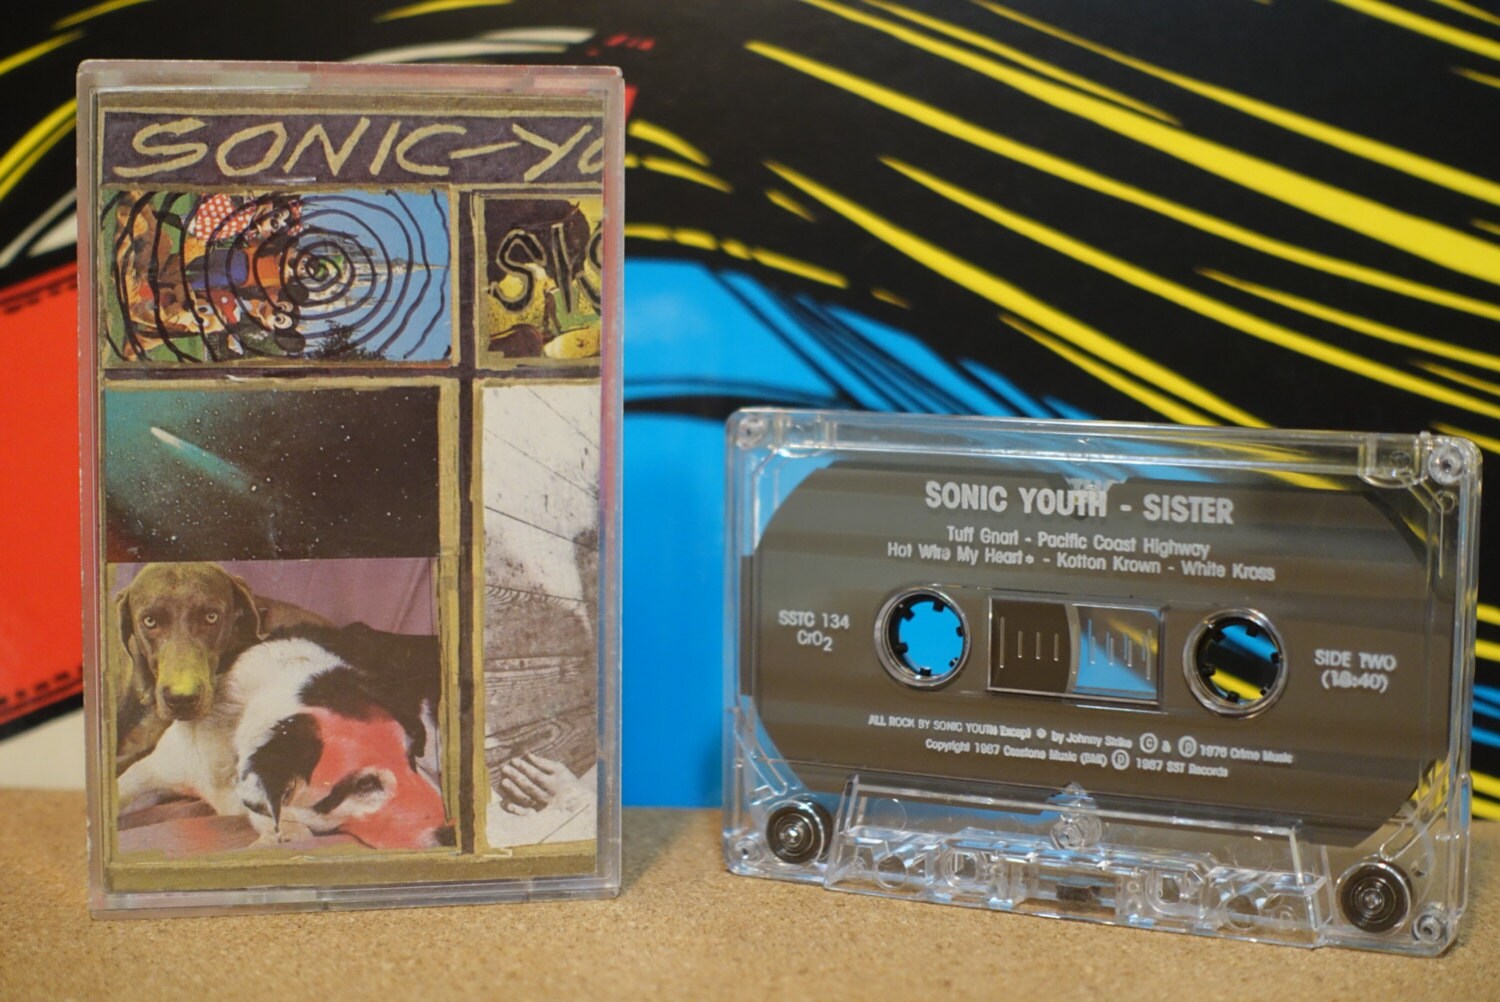 SONIC-YO
SIS
SONIC YOUTH - SISTER
Tuff Gnarl - Pacific Coast Highway
Hot Wire My Heart * - Kotton Krown - White Kross
SSTC 134
CrO2
SIDE TWO
ALL ROCK BY SONIC YOUTH Except * by Johnny Strike © & ℗ 1976 Crime Music
Copyright 1987 Music (BMI) ℗ 1987 SST Records